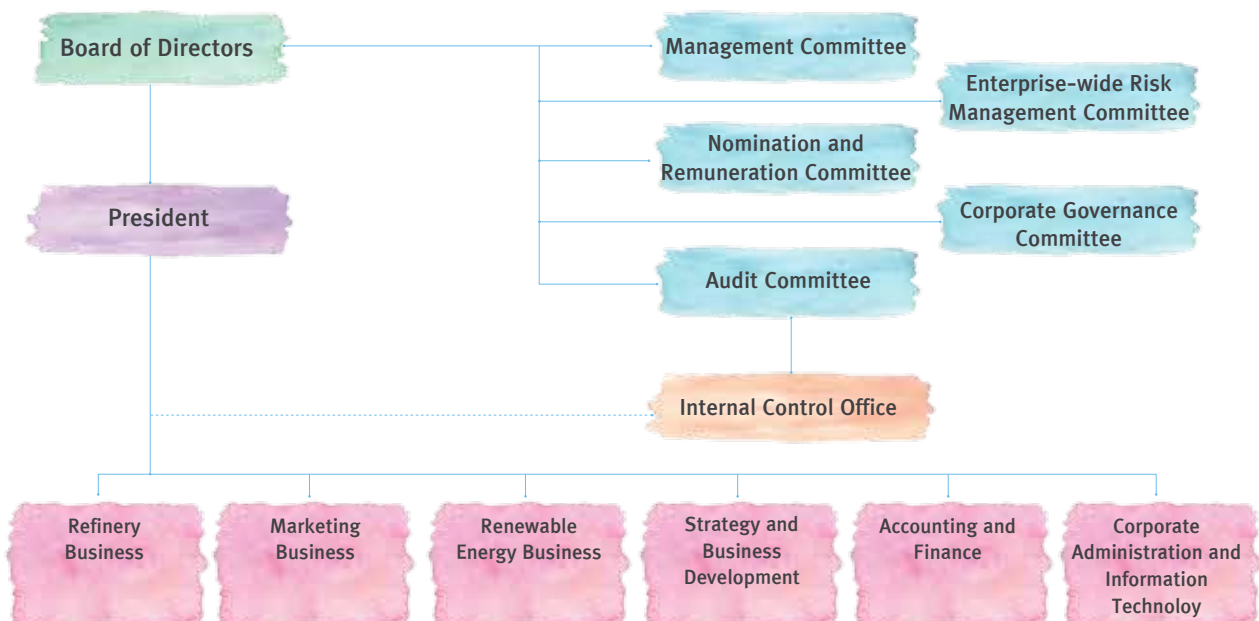 Board of Directors
Management Committee
Enterprise-wide Risk
Management Committee
Nomination and
Remuneration Committee
President
Corporate Governance
Committee
Audit Committee
Internal Control Office
Refinery
Business
Marketing
Business
Renewable
Energy Business
Strategy and
Business
Development
Accounting and
Finance
Corporate
Administration and
Information
Technoloy